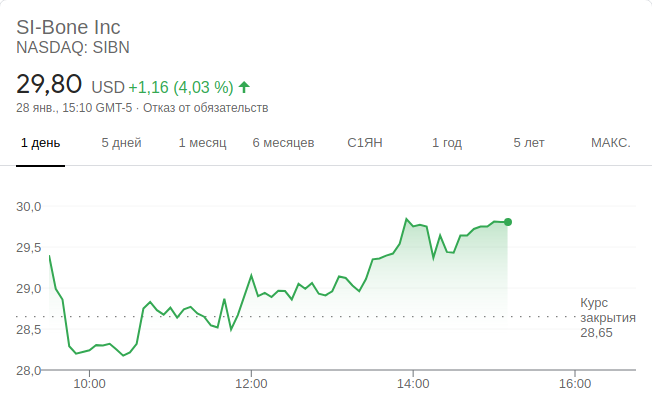 SI-Bone Inc
NASDAQ: SIBN
29,80 USD +1,16 (4,03 %)
28 янв., 15:10 GMT-5 · Отказ от обязательств
1 день 5 дней 1 месяц 6 месяцев С1ЯН 1 год 5 лет МАКС.
30,0
29,5
29,0
28,5
28,0
Курс
закрытия
28,65
10:00 12:00 14:00 16:00